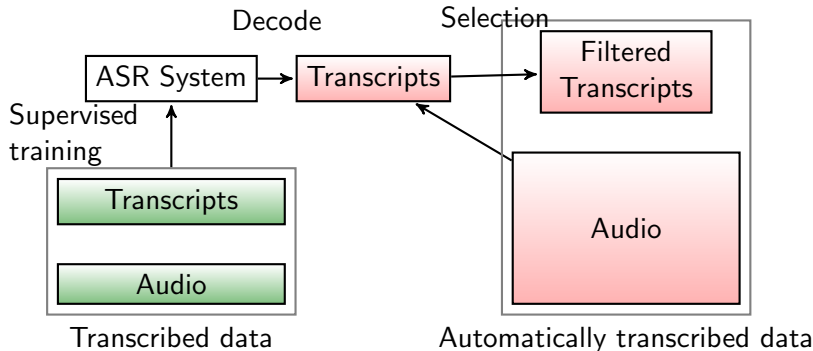 Decode
Selection
ASR System
Transcripts
Filtered
Transcripts
Supervised
training
Transcripts
Audio
Audio
Transcribed data
Automatically transcribed data